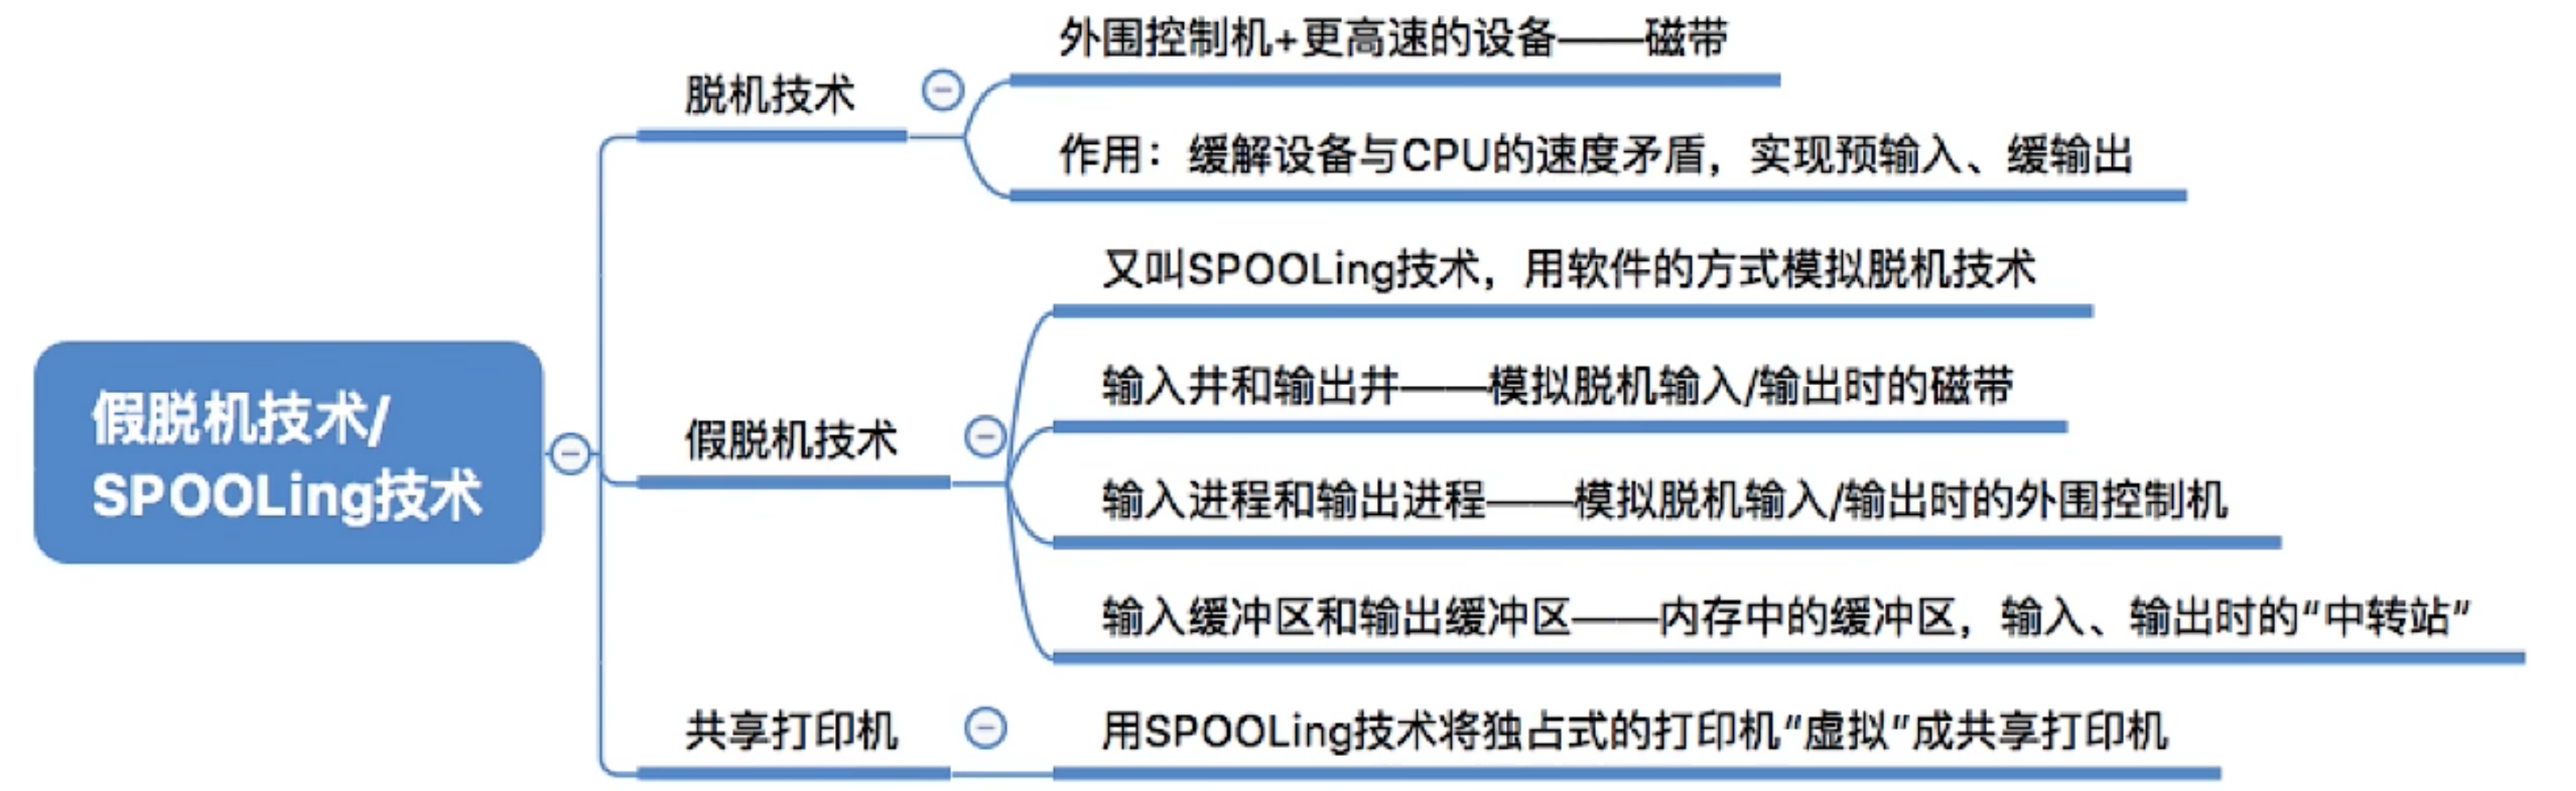 假脱机技术/
SPOOLing技术
脱机技术
外围控制机+更高速的设备——磁带
作用：缓解设备与CPU的速度矛盾，实现预输入、缓输出
假脱机技术
又叫SPOOLing技术，用软件的方式模拟脱机技术
输入井和输出井——模拟脱机输入/输出时的磁带
输入进程和输出进程——模拟脱机输入/输出时的外围控制机
输入缓冲区和输出缓冲区——内存中的缓冲区，输入、输出时的“中转站”
共享打印机
用SPOOLing技术将独占式的打印机“虚拟”成共享打印机